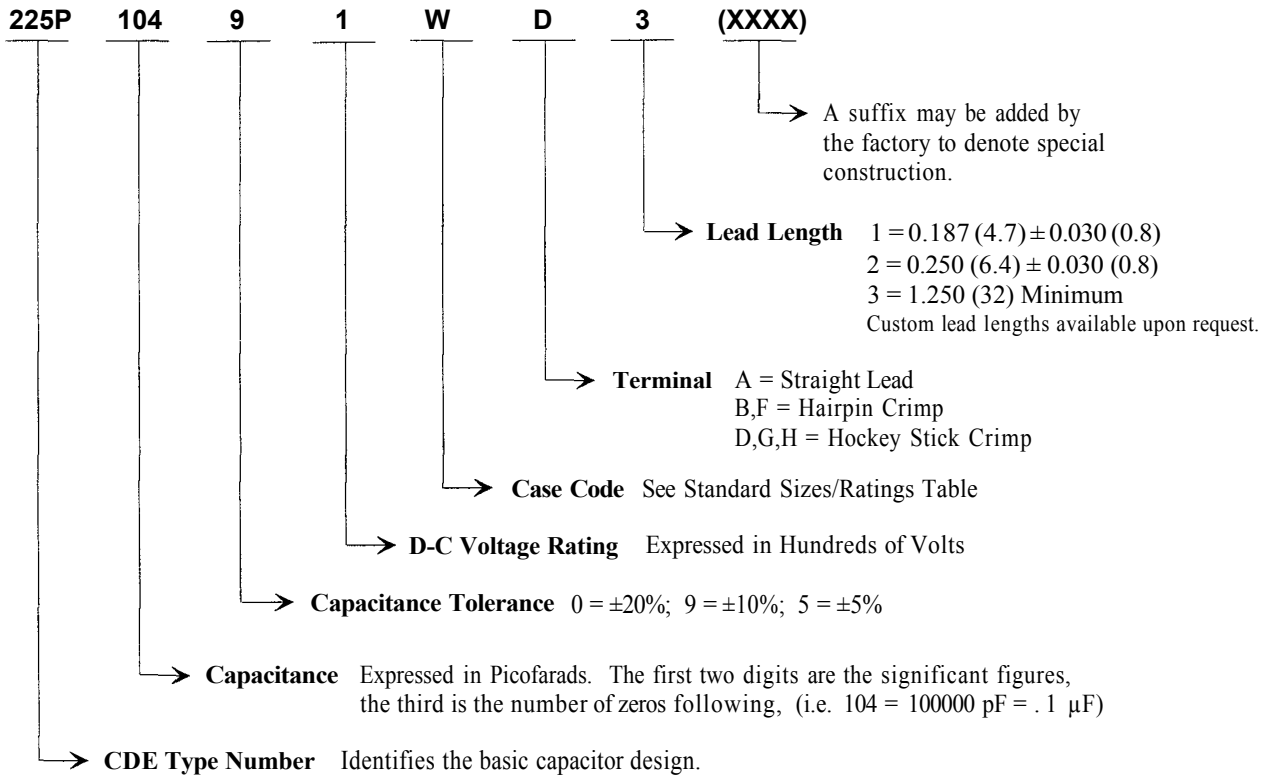 225P 104 9 1 W D 3 (XXXX)
A suffix may be added by
the factory to denote special
construction.
Lead Length 1 = 0.187 (4.7) ± 0.030 (0.8)
2 = 0.250 (6.4) ± 0.030 (0.8)
3 = 1.250 (32) Minimum
Custom lead lengths available upon request.
Terminal A = Straight Lead
B,F = Hairpin Crimp
D,G,H = Hockey Stick Crimp
Case Code See Standard Sizes/Ratings Table
D-C Voltage Rating Expressed in Hundreds of Volts
Capacitance Tolerance 0 = ±20%; 9 = ±10%; 5 = ±5%
Capacitance Expressed in Picofarads. The first two digits are the significant figures,
the third is the number of zeros following, (i.e. 104 = 100000 pF = . 1 µF)
CDE Type Number Identifies the basic capacitor design.